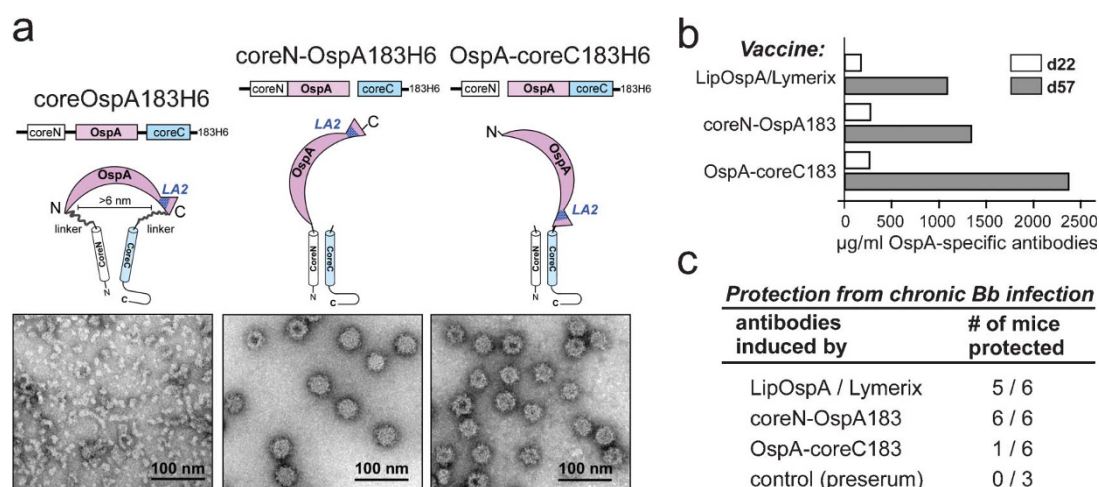 a
coreOspA183H6
coreN OspA coreC 183H6
OspA
LA2
N >6 nm C
linker linker
CoreN CoreC
N
C
100 nm
coreN-OspA183H6
coreN OspA coreC 183H6
LA2 C
OspA
CoreN CoreC
N C
100 nm
OspA-coreC183H6
coreN OspA coreC 183H6
N
OspA
LA2
CoreN CoreC
N C
100 nm
b
Vaccine:
d22
d57
LipOspA/Lymerix
coreN-OspA183
OspA-coreC183
0 500 1000 1500 2000 2500
µg/ml OspA-specific antibodies
c
Protection from chronic Bb infection
antibodies # of mice
induced by protected
LipOspA / Lymerix 5 / 6
coreN-OspA183 6 / 6
OspA-coreC183 1 / 6
control (preserum) 0 / 3